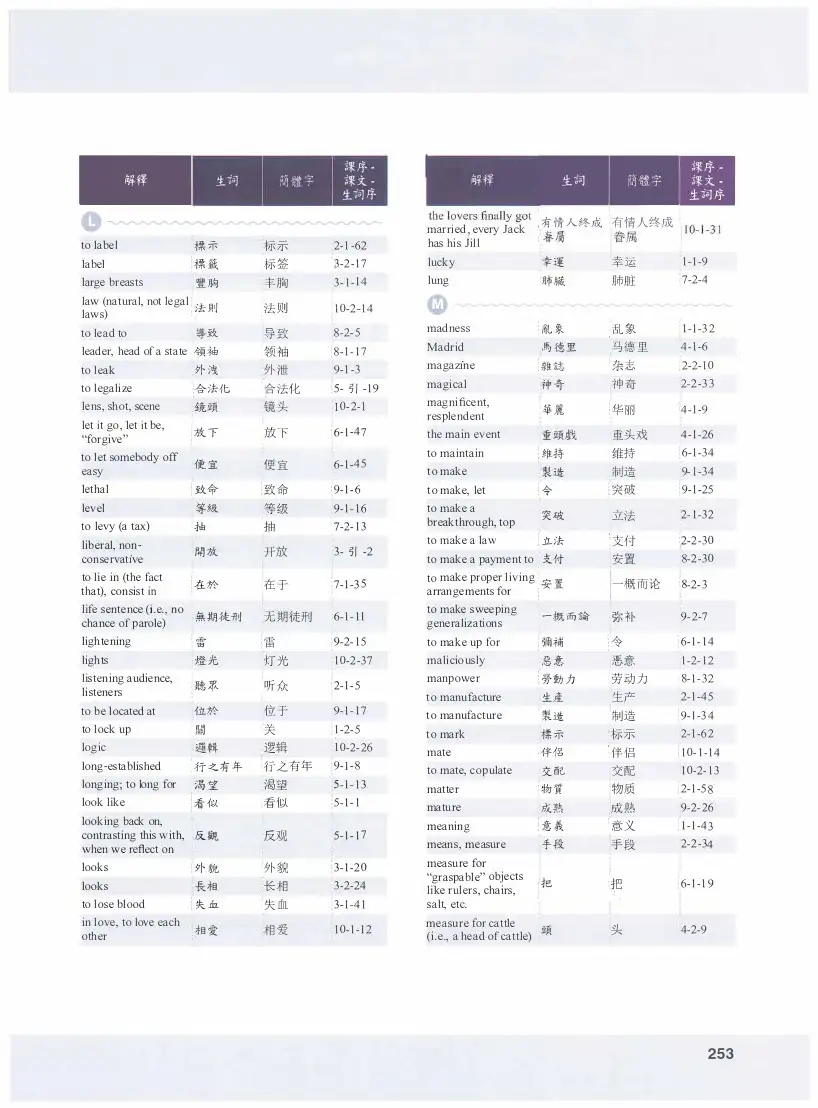 解釋 生詞 簡體字 課序-課文-生詞序
L
to label 標示 标示 2-1-62
label 標籤 标签 3-2-17
large breasts 豐胸 丰胸 3-1-14
law (natural, not legal
laws) 法則 法则 10-2-14
to lead to 導致 导致 8-2-5
leader, head of a state 領袖 领袖 8-1-17
to leak 外洩 外泄 9-1-3
to legalize 合法化 合法化 5- 引 -19
lens, shot, scene 鏡頭 镜头 10-2-1
let it go, let it be,
“forgive” 放下 放下 6-1-47
to let somebody off
easy 便宜 便宜 6-1-45
lethal 致命 致命 9-1-6
level 等級 等级 9-1-16
to levy (a tax) 抽 抽 7-2-13
liberal, non-
conservative 開放 开放 3- 引 -2
to lie in (the fact
that), consist in 在於 在于 7-1-35
life sentence (i.e., no
chance of parole) 無期徒刑 无期徒刑 6-1-11
lightening 雷 雷 9-2-15
lights 燈光 灯光 10-2-37
listening audience,
listeners 聽眾 听众 2-1-5
to be located at 位於 位于 9-1-17
to lock up 關 关 1-2-5
logic 邏輯 逻辑 10-2-26
long-established 行之有年 行之有年 9-1-8
longing; to long for 渴望 渴望 5-1-13
look like 看似 看似 5-1-1
looking back on,
contrasting this with,
when we reflect on 反觀 反观 5-1-17
looks 外貌 外貌 3-1-20
looks 長相 长相 3-2-24
to lose blood 失血 失血 3-1-41
in love, to love each
other 相愛 相爱 10-1-12
解釋 生詞 簡體字 課序-課文-生詞序
the lovers finally got
married, every Jack
has his Jill 有情人終成眷屬 有情人终成眷属 10-1-31
lucky 幸運 幸运 1-1-9
lung 肺臟 肺脏 7-2-4
M
madness 亂象 乱象 1-1-32
Madrid 馬德里 马德里 4-1-6
magazine 雜誌 杂志 2-2-10
magical 神奇 神奇 2-2-33
magnificent,
resplendent 華麗 华丽 4-1-9
the main event 重頭戲 重头戏 4-1-26
to maintain 維持 维持 6-1-34
to make 製造 制造 9-1-34
to make, let 令 突破 9-1-25
to make a
breakthrough, top 突破 立法 2-1-32
to make a law 立法 支付 2-2-30
to make a payment to 支付 安置 8-2-30
to make proper living
arrangements for 安置 一概而论 8-2-3
to make sweeping
generalizations 一概而論 弥补 9-2-7
to make up for 彌補 令 6-1-14
maliciously 惡意 恶意 1-2-12
manpower 勞動力 劳动力 8-1-32
to manufacture 生產 生产 2-1-45
to manufacture 製造 制造 9-1-34
to mark 標示 标示 2-1-62
mate 伴侶 伴侣 10-1-14
to mate, copulate 交配 交配 10-2-13
matter 物質 物质 2-1-58
mature 成熟 成熟 9-2-26
meaning 意義 意义 1-1-43
means, measure 手段 手段 2-2-34
measure for
“graspable” objects
like rulers, chairs,
salt, etc. 把 把 6-1-19
measure for cattle
(i.e., a head of cattle) 頭 头 4-2-9
253